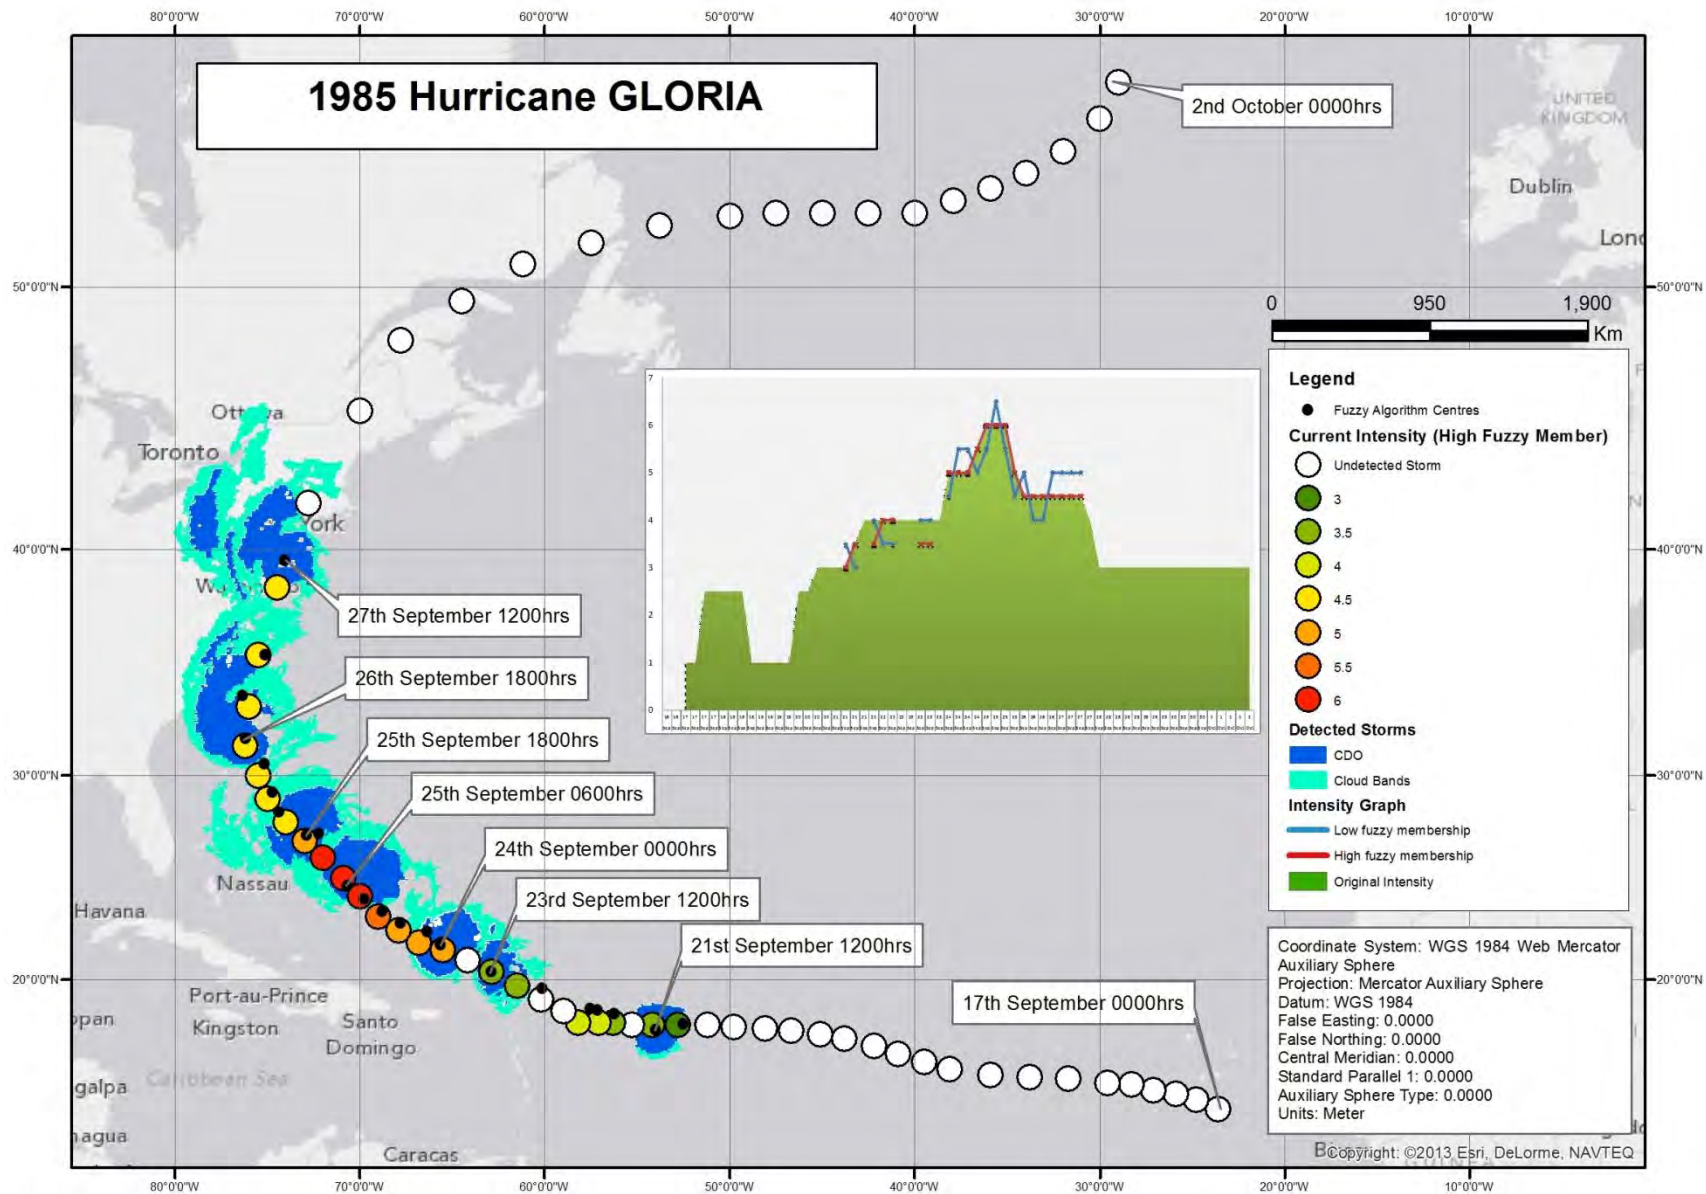 80°0'0"W 70°0'0"W 60°0'0"W 50°0'0"W 40°0'0"W 30°0'0"W 20°0'0"W 10°0'0"W
1985 Hurricane GLORIA
2nd October 0000hrs
UNITED
KINGDOM
Dublin
50°0'0"N
50°0'0"N
0 950 1,900
Km
7
6
5
4
3
2
1
0
Legend
Fuzzy Algorithm Centres
Current Intensity (High Fuzzy Member)
Undetected Storm
3
3.5
4
4.5
5
5.5
6
Detected Storms
CDO
Cloud Bands
Intensity Graph
Low fuzzy membership
High fuzzy membership
Original Intensity
Toronto
York
40°0'0"N
40°0'0"N
27th September 1200hrs
26th September 1800hrs
25th September 1800hrs
30°0'0"N
30°0'0"N
25th September 0600hrs
24th September 0000hrs
Nassau
23rd September 1200hrs
Havana
21st September 1200hrs
20°0'0"N
20°0'0"N
17th September 0000hrs
Port-au-Prince
Kingston
Santo
Domingo
Caribbean Sea
galpa
Caracas
Coordinate System: WGS 1984 Web Mercator
Auxiliary Sphere
Projection: Mercator Auxiliary Sphere
Datum: WGS 1984
False Easting: 0.0000
False Northing: 0.0000
Central Meridian: 0.0000
Standard Parallel 1: 0.0000
Auxiliary Sphere Type: 0.0000
Units: Meter
Copyright: ©2013 Esri, DeLorme, NAVTEQ
80°0'0"W 70°0'0"W 60°0'0"W 50°0'0"W 40°0'0"W 30°0'0"W 20°0'0"W 10°0'0"W